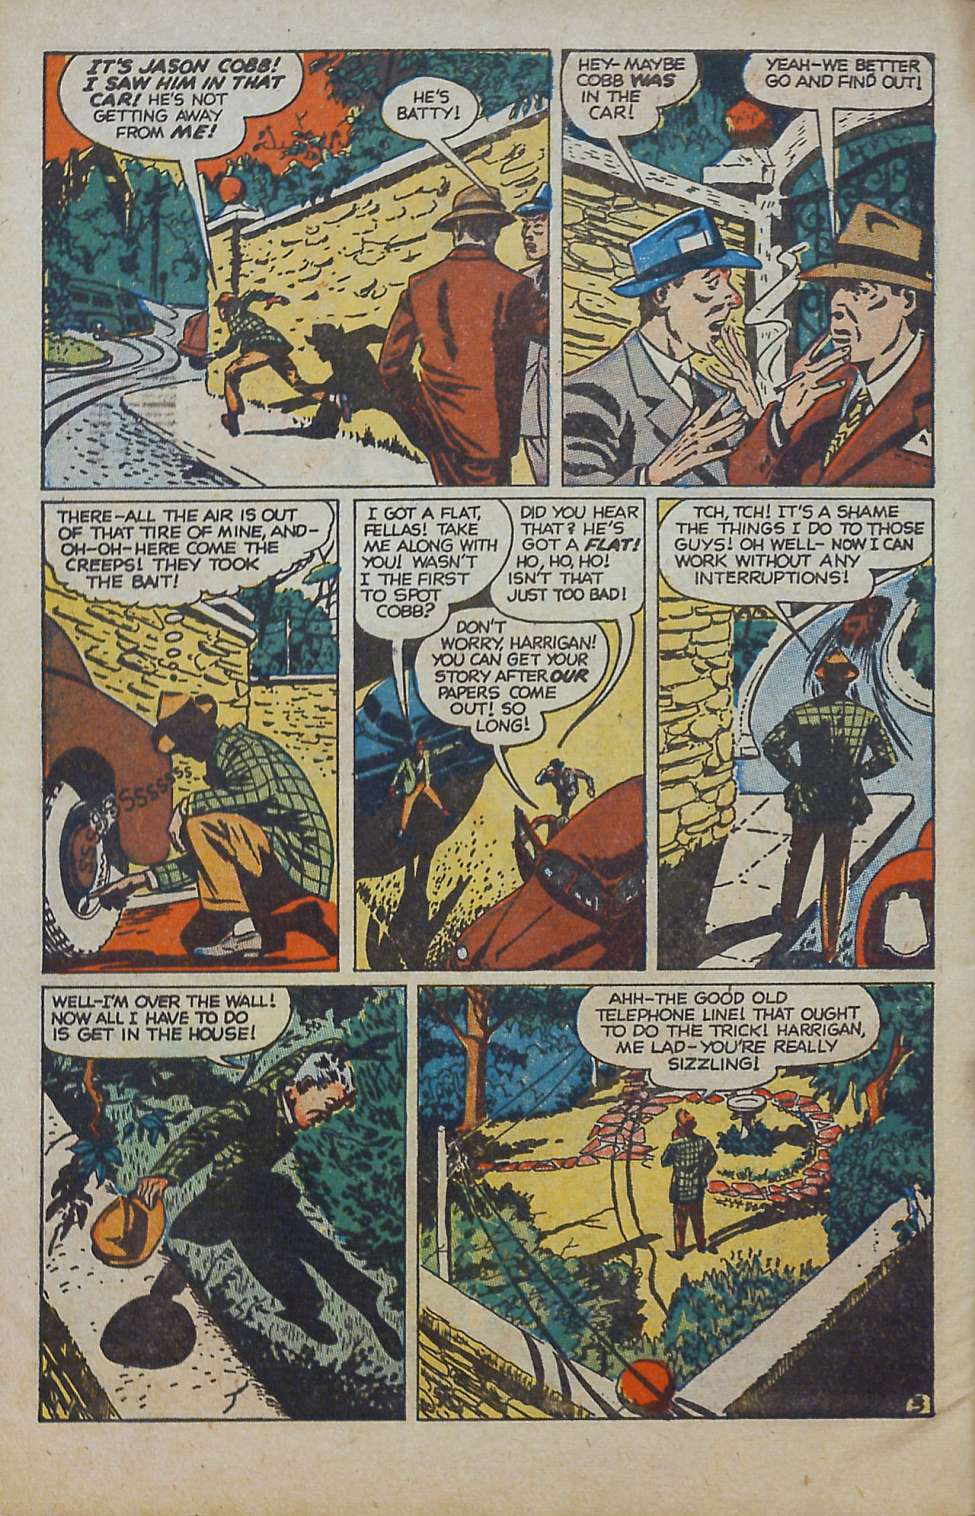 IT'S JASON COBB!
I SAW HIM IN THAT
CAR! HE'S NOT
GETTING AWAY
FROM ME!
HE'S
BATTY!
HEY-MAYBE
COBB WAS
IN THE
CAR!
YEAH-WE BETTER
GO AND FIND OUT!
THERE-ALL THE AIR IS OUT
OF THAT TIRE OF MINE, AND-
OH-OH-HERE COME THE
CREEPS! THEY TOOK
THE BAIT!
I GOT A FLAT,
FELLAS! TAKE
ME ALONG WITH
YOU! WASN'T
I THE FIRST
TO SPOT
COBB?
DID YOU HEAR
THAT? HE'S
GOT A FLAT!
HO, HO, HO!
ISN'T THAT
JUST TOO BAD!
DON'T
WORRY, HARRIGAN!
YOU CAN GET YOUR
STORY AFTER OUR
PAPERS COME
OUT! SO
LONG!
TCH, TCH! IT'S A SHAME
THE THINGS I DO TO THOSE
GUYS! OH WELL- NOW I CAN
WORK WITHOUT ANY
INTERRUPTIONS!
WELL-I'M OVER THE WALL!
NOW ALL I HAVE TO DO
IS GET IN THE HOUSE!
AHH-THE GOOD OLD
TELEPHONE LINE! THAT OUGHT
TO DO THE TRICK! HARRIGAN,
ME LAD-YOU'RE REALLY
SIZZLING!
3